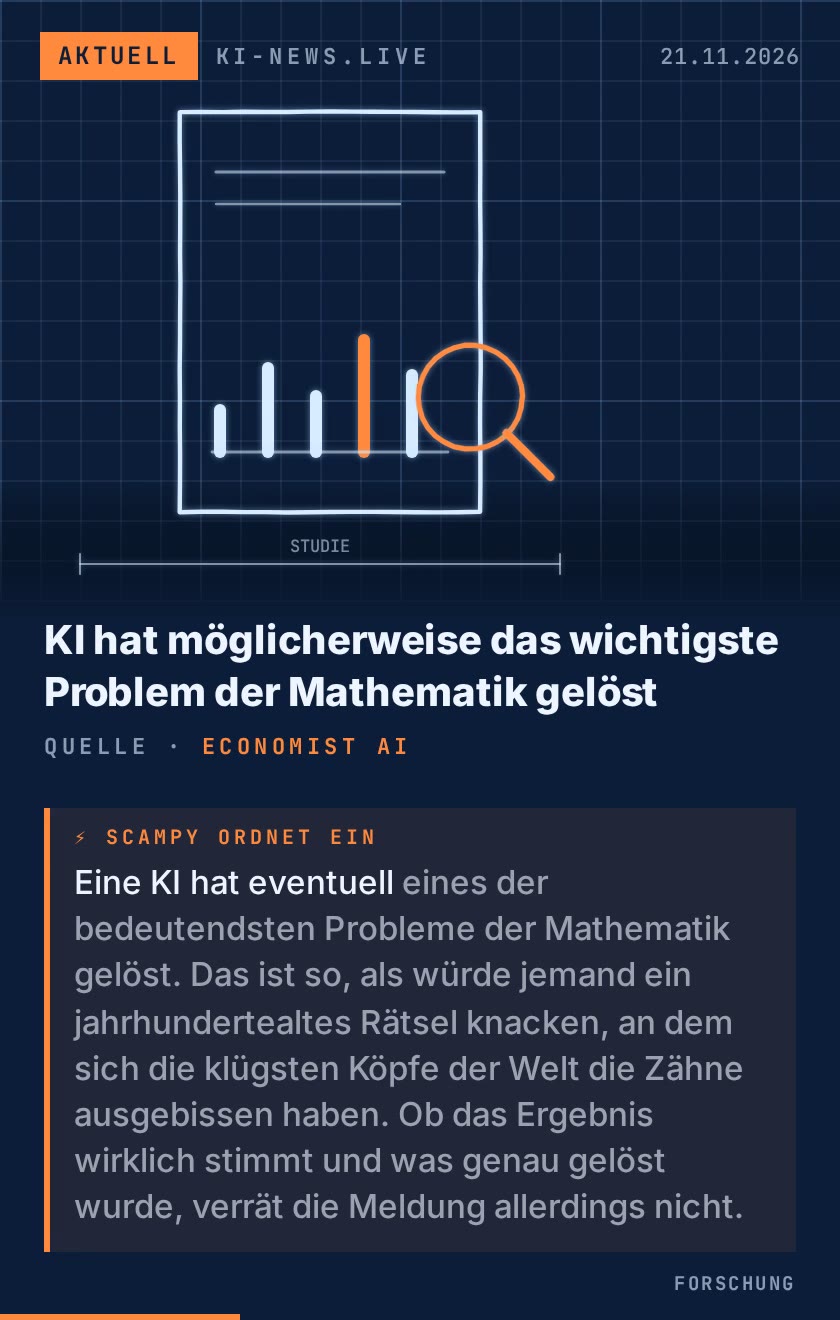 AKTUELL KI-NEWS.LIVE 21.11.2026
STUDIE
KI hat möglicherweise das wichtigste
Problem der Mathematik gelöst
QUELLE · ECONOMIST AI
⚡ SCAMPY ORDNET EIN
Eine KI hat eventuell eines der
bedeutendsten Probleme der Mathematik
gelöst. Das ist so, als würde jemand ein
jahrhundertealtes Rätsel knacken, an dem
sich die klügsten Köpfe der Welt die Zähne
ausgebissen haben. Ob das Ergebnis
wirklich stimmt und was genau gelöst
wurde, verrät die Meldung allerdings nicht.
FORSCHUNG